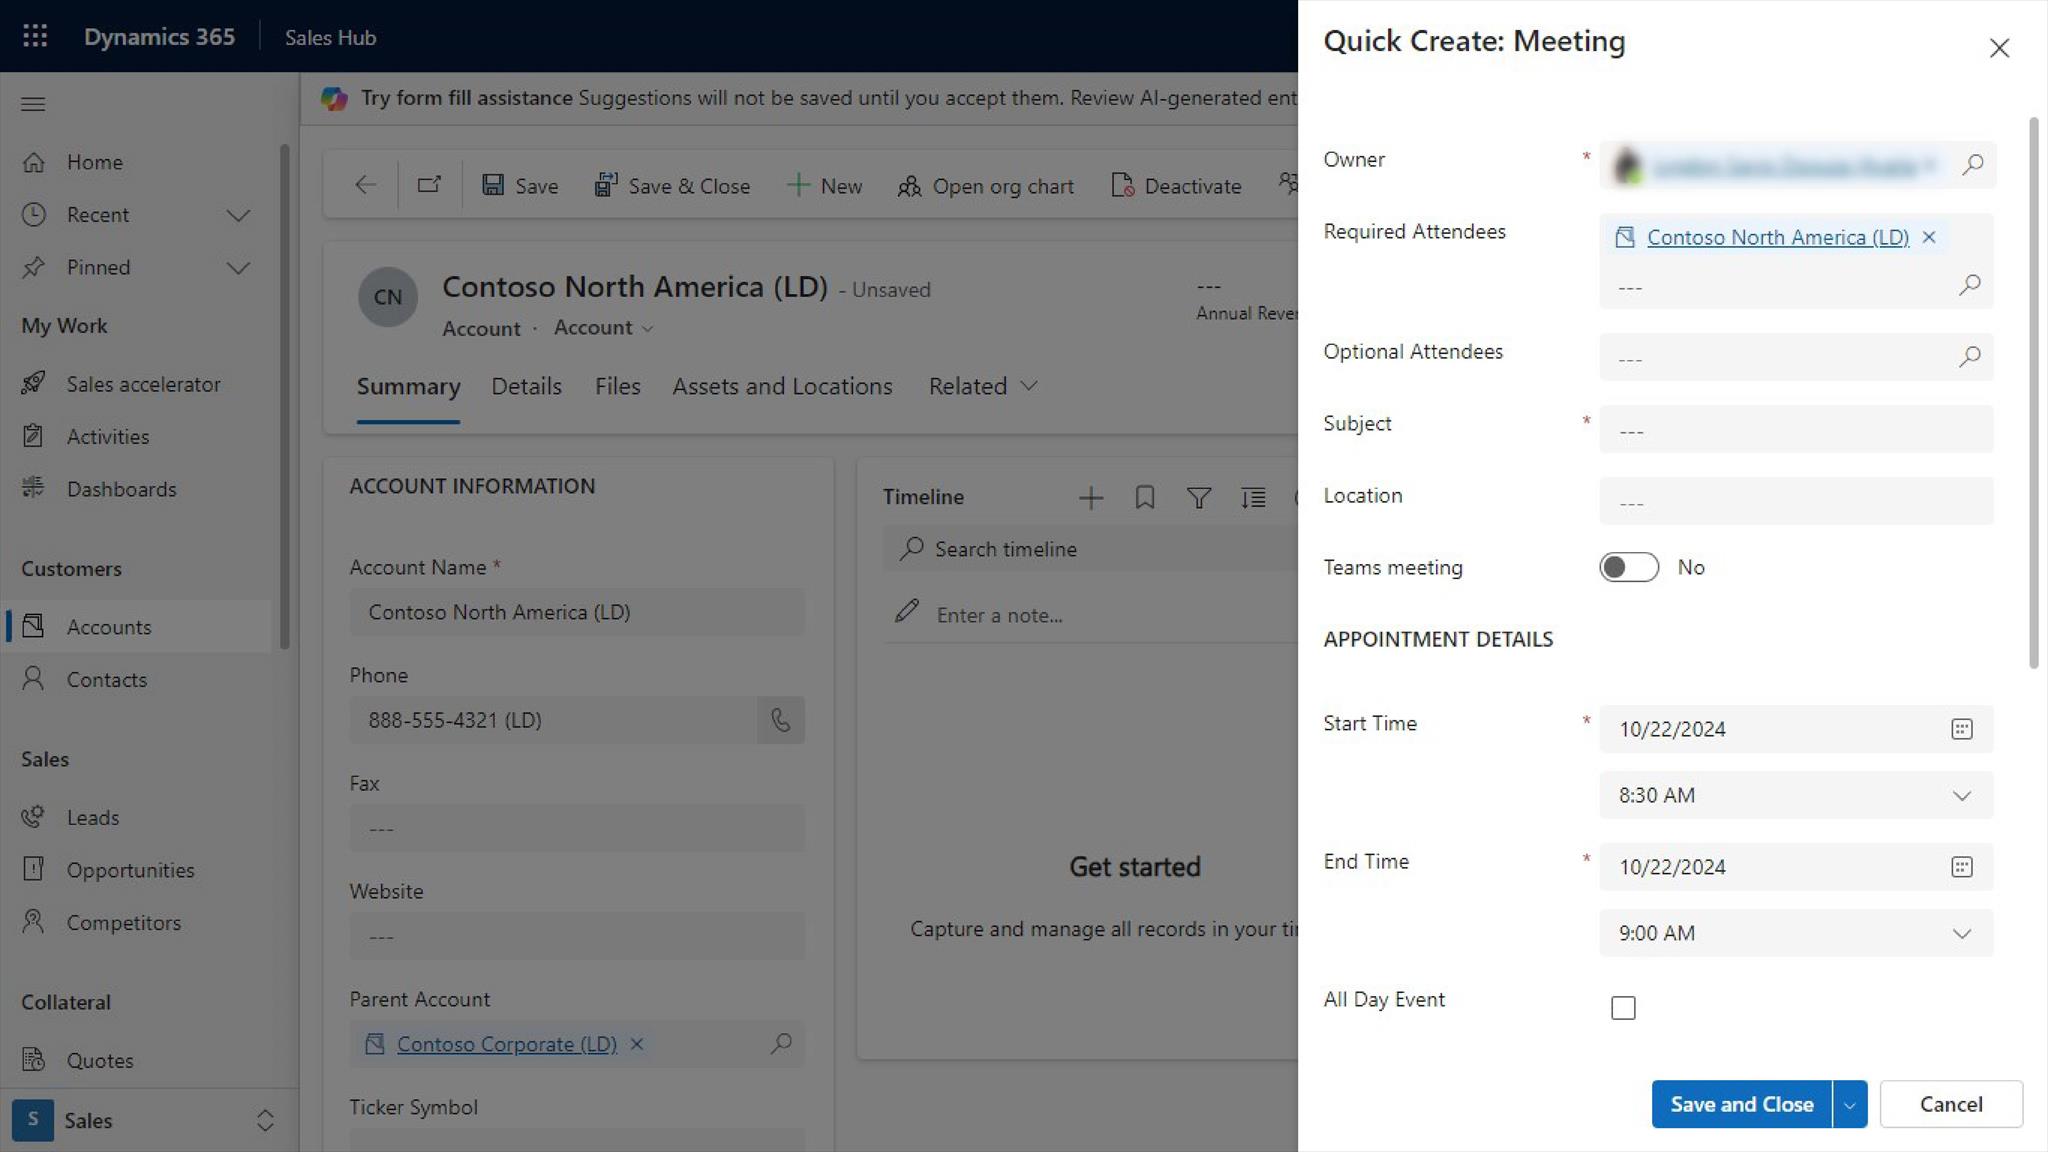 Dynamics 365
Sales Hub
Try form fill assistance Suggestions will not be saved until you accept them. Review AI-generated ent
Home
Recent
Pinned
My Work
Sales accelerator
Activities
Dashboards
Customers
Accounts
Contacts
Sales
Leads
Opportunities
Competitors
Collateral
Quotes
S Sales
Save
Save & Close
New
Open org chart
Deactivate
CN
Contoso North America (LD) - Unsaved
Account · Account
---
Annual Reven
Summary
Details
Files
Assets and Locations
Related
ACCOUNT INFORMATION
Account Name *
Contoso North America (LD)
Phone
888-555-4321 (LD)
Fax
---
Website
---
Parent Account
Contoso Corporate (LD)
Ticker Symbol
Timeline
Search timeline
Enter a note...
Get started
Capture and manage all records in your ti
Quick Create: Meeting
Owner *
Required Attendees
Contoso North America (LD)
---
Optional Attendees
---
Subject *
---
Location
---
Teams meeting
No
APPOINTMENT DETAILS
Start Time *
10/22/2024
8:30 AM
End Time *
10/22/2024
9:00 AM
All Day Event
Save and Close
Cancel